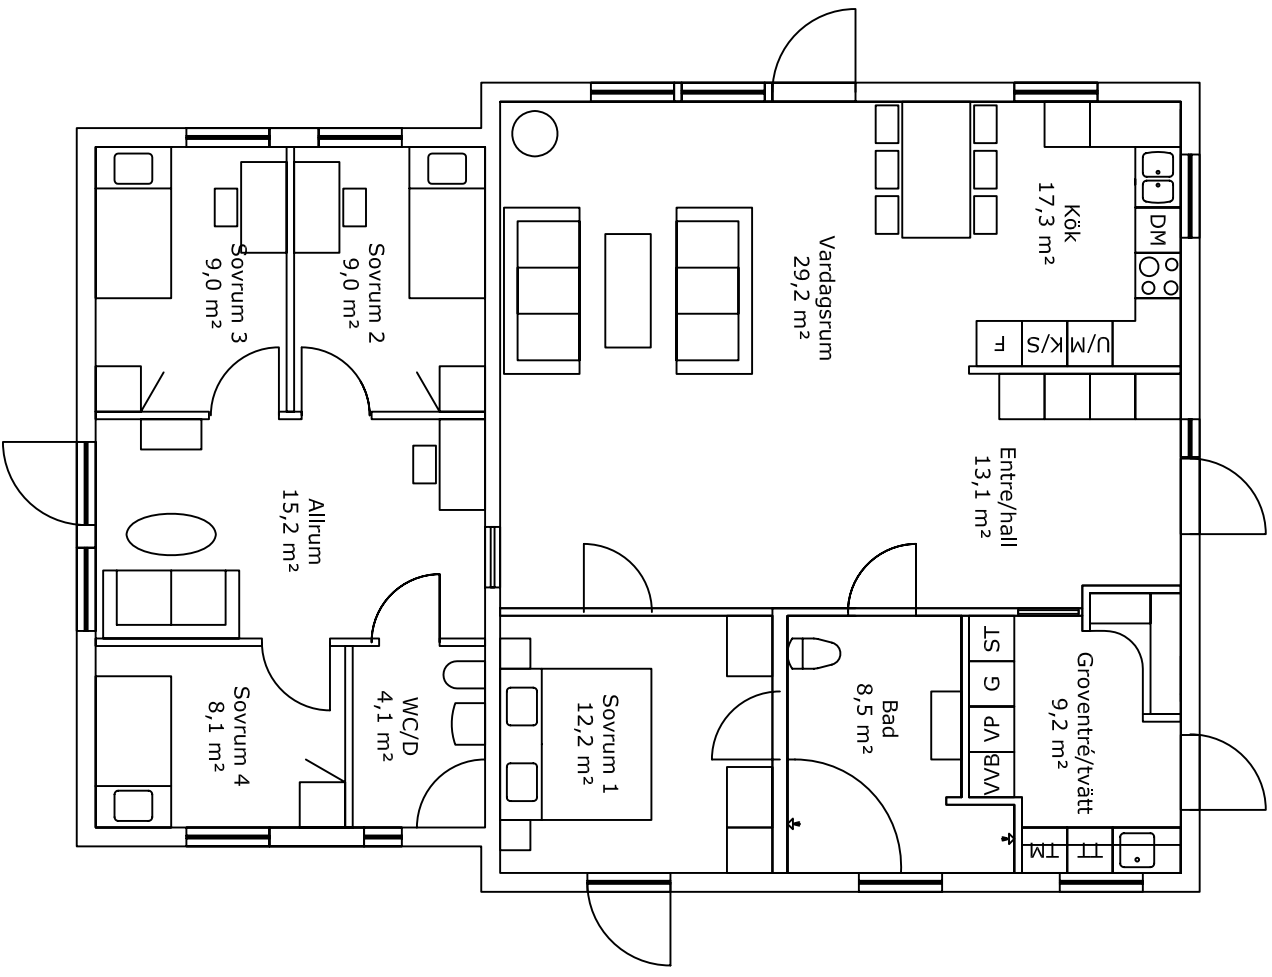 Sovrum 3
9,0 m²
Sovrum 2
9,0 m²
Vardagsrum
29,2 m²
Kök
17,3 m²
DM
F
K/S
U/M
Allrum
15,2 m²
Entre/hall
13,1 m²
Sovrum 4
8,1 m²
WC/D
4,1 m²
Sovrum 1
12,2 m²
Bad
8,5 m²
ST
G
VP
VVB
Groventré/tvätt
9,2 m²
TM
TT